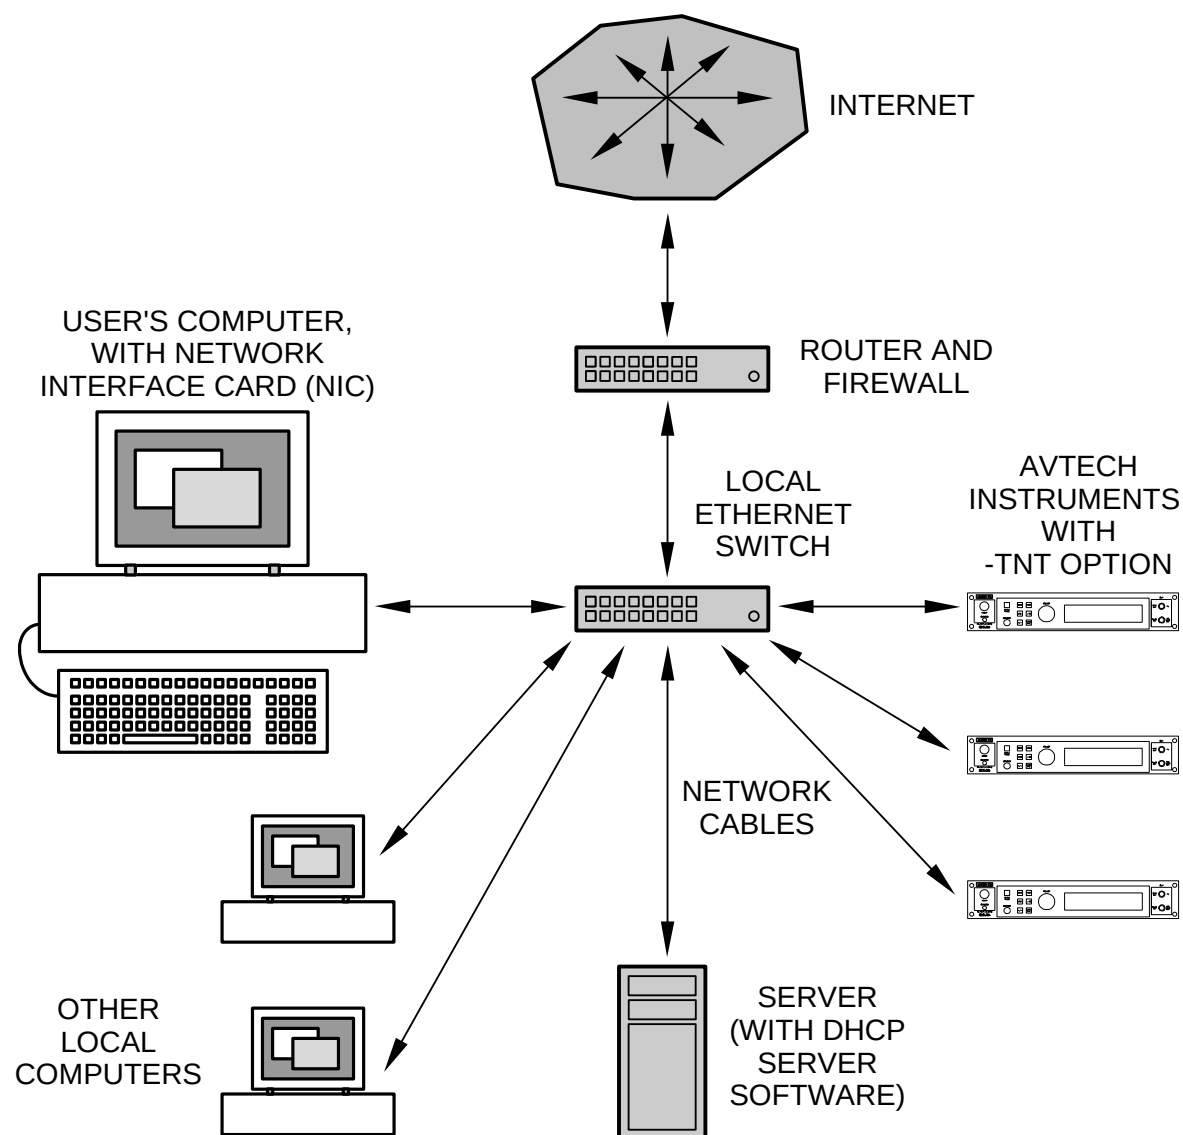 INTERNET
USER'S COMPUTER,
WITH NETWORK
INTERFACE CARD (NIC)
ROUTER AND
FIREWALL
LOCAL
ETHERNET
SWITCH
AVTECH
INSTRUMENTS
WITH
-TNT OPTION
NETWORK
CABLES
OTHER
LOCAL
COMPUTERS
SERVER
(WITH DHCP
SERVER
SOFTWARE)